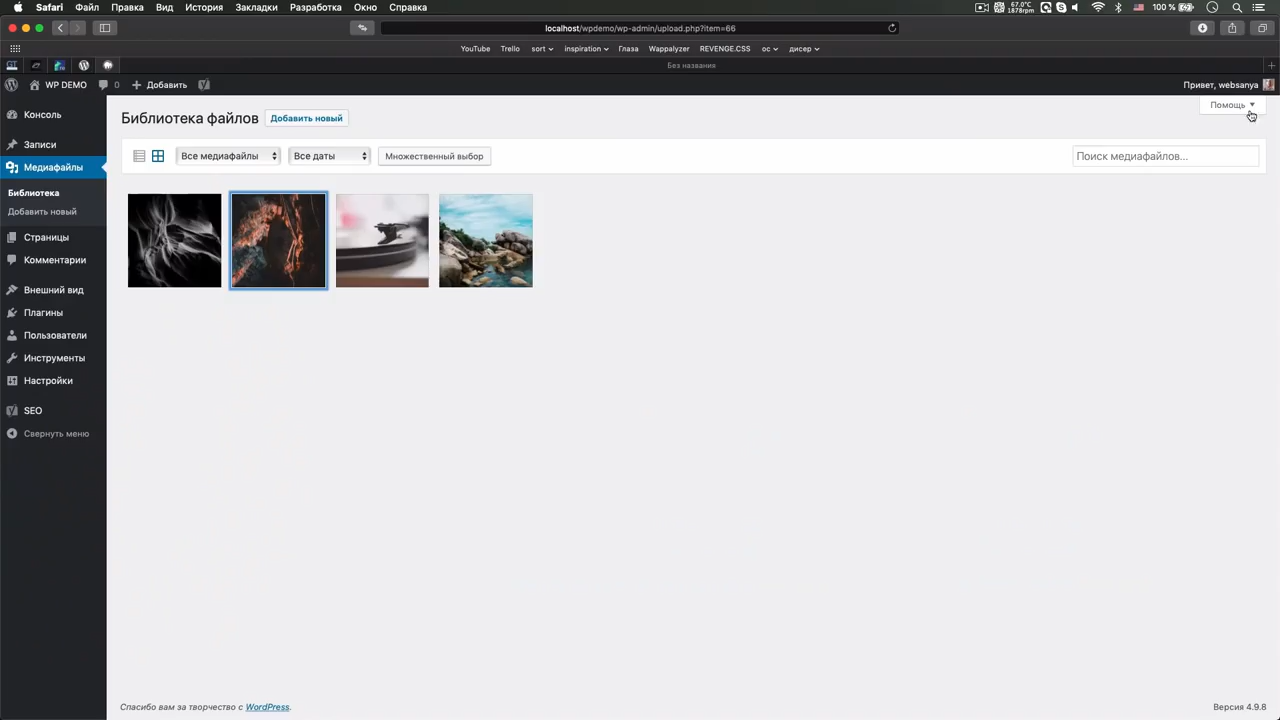 Safari Файл Правка Вид История Закладки Разработка Окно Справка 67.0°C 1878rpm 100 %
localhost/wpdemo/wp-admin/upload.php?item=66
YouTube Trello sort inspiration Глаза Wappalyzer REVENGE.CSS ос дисер
Без названия
WP DEMO 0 Добавить Привет, websanya
Помощь
Консоль
Записи
Медиафайлы
Библиотека
Добавить новый
Страницы
Комментарии
Внешний вид
Плагины
Пользователи
Инструменты
Настройки
SEO
Свернуть меню
Библиотека файлов Добавить новый
Все медиафайлы Все даты Множественный выбор Поиск медиафайлов...
Спасибо вам за творчество с WordPress. Версия 4.9.8